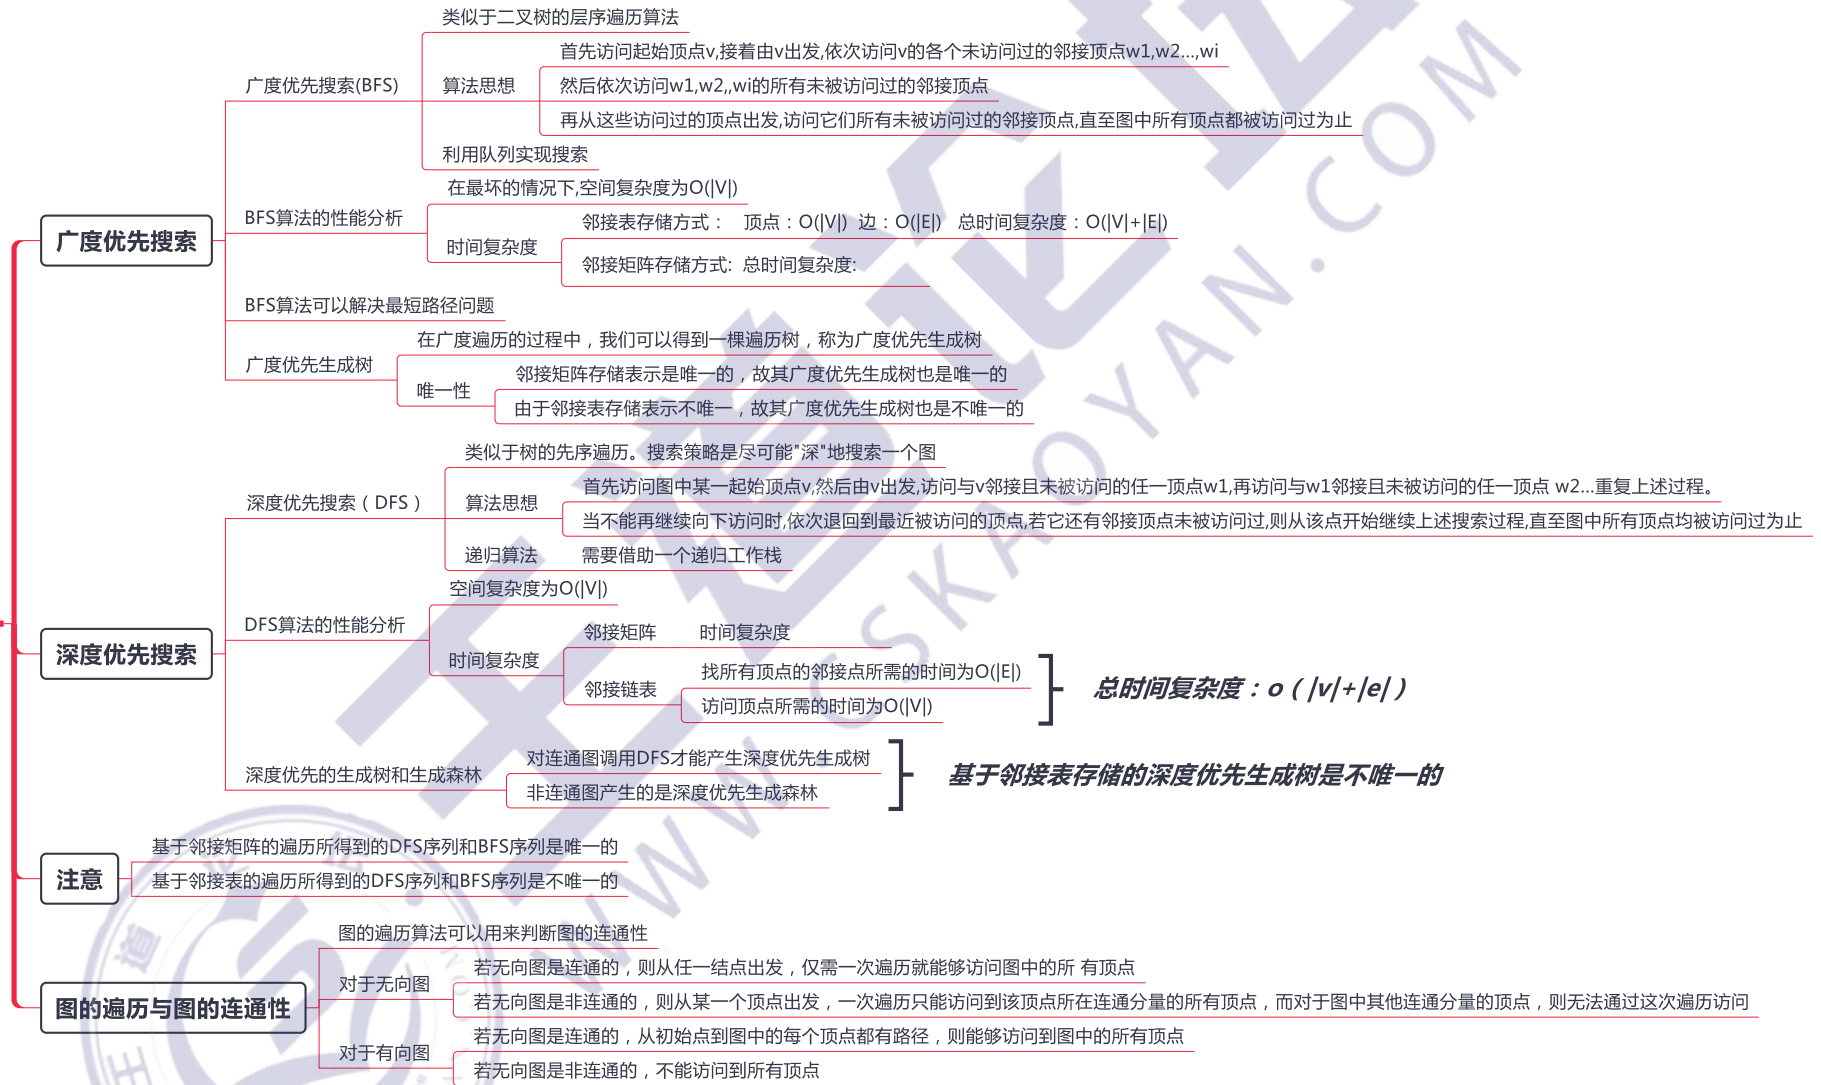 广度优先搜索
广度优先搜索(BFS)
类似于二叉树的层序遍历算法
算法思想
首先访问起始顶点v,接着由v出发,依次访问v的各个未访问过的邻接顶点w1,w2...,wi
然后依次访问w1,w2,,wi的所有未被访问过的邻接顶点
再从这些访问过的顶点出发,访问它们所有未被访问过的邻接顶点,直至图中所有顶点都被访问过为止
利用队列实现搜索
BFS算法的性能分析
在最坏的情况下,空间复杂度为O(|V|)
时间复杂度
邻接表存储方式： 顶点：O(|V|) 边：O(|E|) 总时间复杂度：O(|V|+|E|)
邻接矩阵存储方式: 总时间复杂度:
BFS算法可以解决最短路径问题
广度优先生成树
在广度遍历的过程中，我们可以得到一棵遍历树，称为广度优先生成树
唯一性
邻接矩阵存储表示是唯一的，故其广度优先生成树也是唯一的
由于邻接表存储表示不唯一，故其广度优先生成树也是不唯一的
深度优先搜索
深度优先搜索（DFS）
类似于树的先序遍历。搜索策略是尽可能"深"地搜索一个图
算法思想
首先访问图中某一起始顶点v,然后由v出发,访问与v邻接且未被访问的任一顶点w1,再访问与w1邻接且未被访问的任一顶点 w2...重复上述过程。
当不能再继续向下访问时,依次退回到最近被访问的顶点,若它还有邻接顶点未被访问过,则从该点开始继续上述搜索过程,直至图中所有顶点均被访问过为止
递归算法
需要借助一个递归工作栈
DFS算法的性能分析
空间复杂度为O(|V|)
时间复杂度
邻接矩阵
时间复杂度
邻接链表
找所有顶点的邻接点所需的时间为O(|E|)
访问顶点所需的时间为O(|V|)
总时间复杂度：o（|v|+|e|）
深度优先的生成树和生成森林
对连通图调用DFS才能产生深度优先生成树
非连通图产生的是深度优先生成森林
基于邻接表存储的深度优先生成树是不唯一的
注意
基于邻接矩阵的遍历所得到的DFS序列和BFS序列是唯一的
基于邻接表的遍历所得到的DFS序列和BFS序列是不唯一的
图的遍历与图的连通性
图的遍历算法可以用来判断图的连通性
对于无向图
若无向图是连通的，则从任一结点出发，仅需一次遍历就能够访问图中的所 有顶点
若无向图是非连通的，则从某一个顶点出发，一次遍历只能访问到该顶点所在连通分量的所有顶点，而对于图中其他连通分量的顶点，则无法通过这次遍历访问
对于有向图
若无向图是连通的，从初始点到图中的每个顶点都有路径，则能够访问到图中的所有顶点
若无向图是非连通的，不能访问到所有顶点
王道论坛
WWW.CSKAOYAN.COM